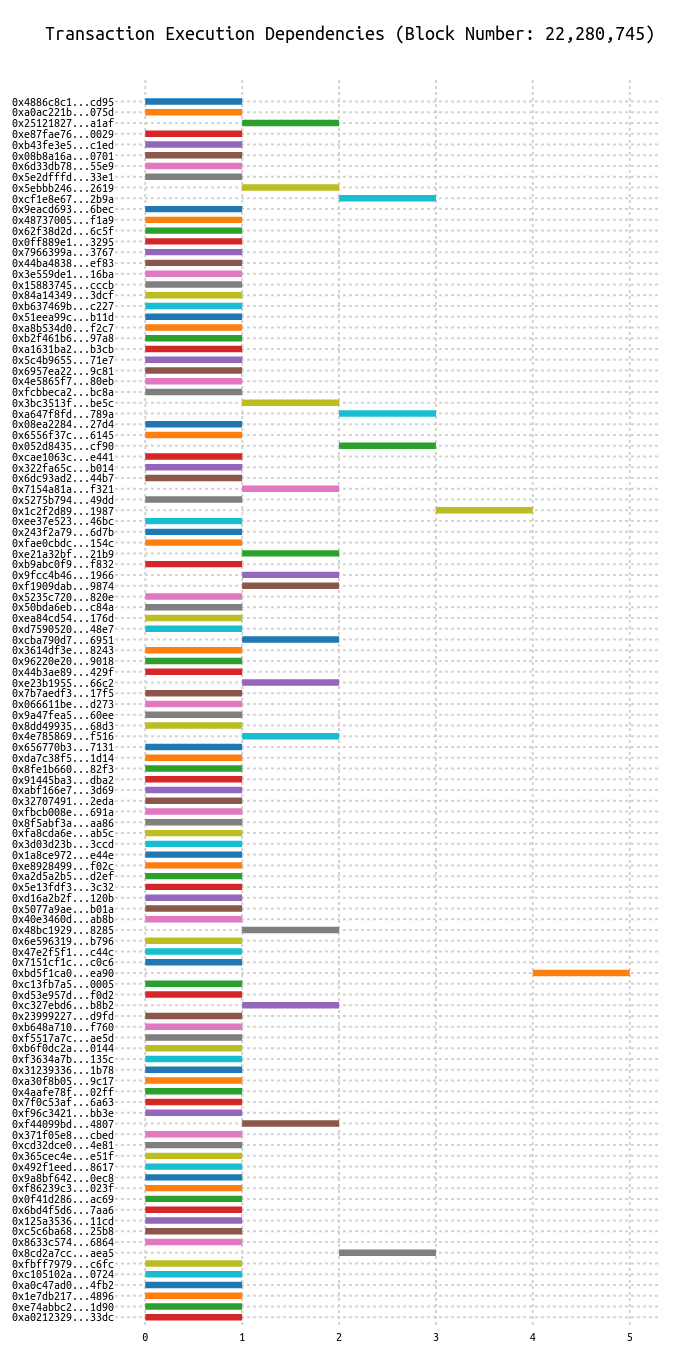 Transaction Execution Dependencies (Block Number: 22,280,745)
0x4886c8c1...cd95
0xa0ac221b...075d
0x25121827...a1af
0xe87fae76...0029
0xb43fe3e5...c1ed
0x08b8a16a...0701
0x6d33db78...55e9
0x5e2dfffd...33e1
0x5ebbb246...2619
0xcf1e8e67...2b9a
0x9eacd693...6bec
0x48737005...f1a9
0x62f38d2d...6c5f
0x0ff889e1...3295
0x7966399a...3767
0x44ba4838...ef83
0x3e559de1...16ba
0x15883745...cccb
0x84a14349...3dcf
0xb637469b...c227
0x51eea99c...b11d
0xa8b534d0...f2c7
0xb2f461b6...97a8
0xa1631ba2...b3cb
0x5c4b9655...71e7
0x6957ea22...9c81
0x4e5865f7...80eb
0xfcbbeca2...bc8a
0x3bc3513f...be5c
0xa647f8fd...789a
0x08ea2284...27d4
0x6556f37c...6145
0x052d8435...cf90
0xcae1063c...e441
0x322fa65c...b014
0x6dc93ad2...44b7
0x7154a81a...f321
0x5275b794...49dd
0x1c2f2d89...1987
0xee37e523...46bc
0x243f2a79...6d7b
0xfae0cbdc...154c
0xe21a32bf...21b9
0xb9abc0f9...f832
0x9fcc4b46...1966
0xf1909dab...9874
0x5235c720...820e
0x50bda6eb...c84a
0xea84cd54...176d
0xd7590520...48e7
0xcba790d7...6951
0x3614df3e...8243
0x96220e20...9018
0x44b3ae89...429f
0xe23b1955...66c2
0x7b7aedf3...17f5
0x066611be...d273
0x9a47fea5...60ee
0x8dd49935...68d3
0x4e785869...f516
0x656770b3...7131
0xda7c38f5...1d14
0x8fe1b660...82f3
0x91445ba3...dba2
0xabf166e7...3d69
0x32707491...2eda
0xfbcb008e...691a
0x8f5abf3a...aa86
0xfa8cda6e...ab5c
0x3d03d23b...3ccd
0x1a8ce972...e44e
0xe8928499...f02c
0xa2d5a2b5...d2ef
0x5e13fdf3...3c32
0xd16a2b2f...120b
0x5077a9ae...b01a
0x40e3460d...ab8b
0x48bc1929...8285
0x6e596319...b796
0x47e2f5f1...c44c
0x7151cf1c...c0c6
0xbd5f1ca0...ea90
0xc13fb7a5...0005
0xd53e957d...f0d2
0xc327ebd6...b8b2
0x23999227...d9fd
0xb648a710...f760
0xf5517a7c...ae5d
0xb6f0dc2a...0144
0xf3634a7b...135c
0x31239336...1b78
0xa30f8b05...9c17
0x4aafe78f...02ff
0x7f0c53af...6a63
0xf96c3421...bb3e
0xf44099bd...4807
0x371f05e8...cbed
0xcd32dce0...4e81
0x365cec4e...e51f
0x492f1eed...8617
0x9a8bf642...0ec8
0xf86239c3...023f
0x0f41d286...ac69
0x6bd4f5d6...7aa6
0x125a3536...11cd
0xc5c6ba68...25b8
0x8633c574...6864
0x8cd2a7cc...aea5
0xfbff7979...c6fc
0xc105102a...0724
0xa0c47ad0...4fb2
0x1e7db217...4896
0xe74abbc2...1d90
0xa0212329...33dc
0 1 2 3 4 5